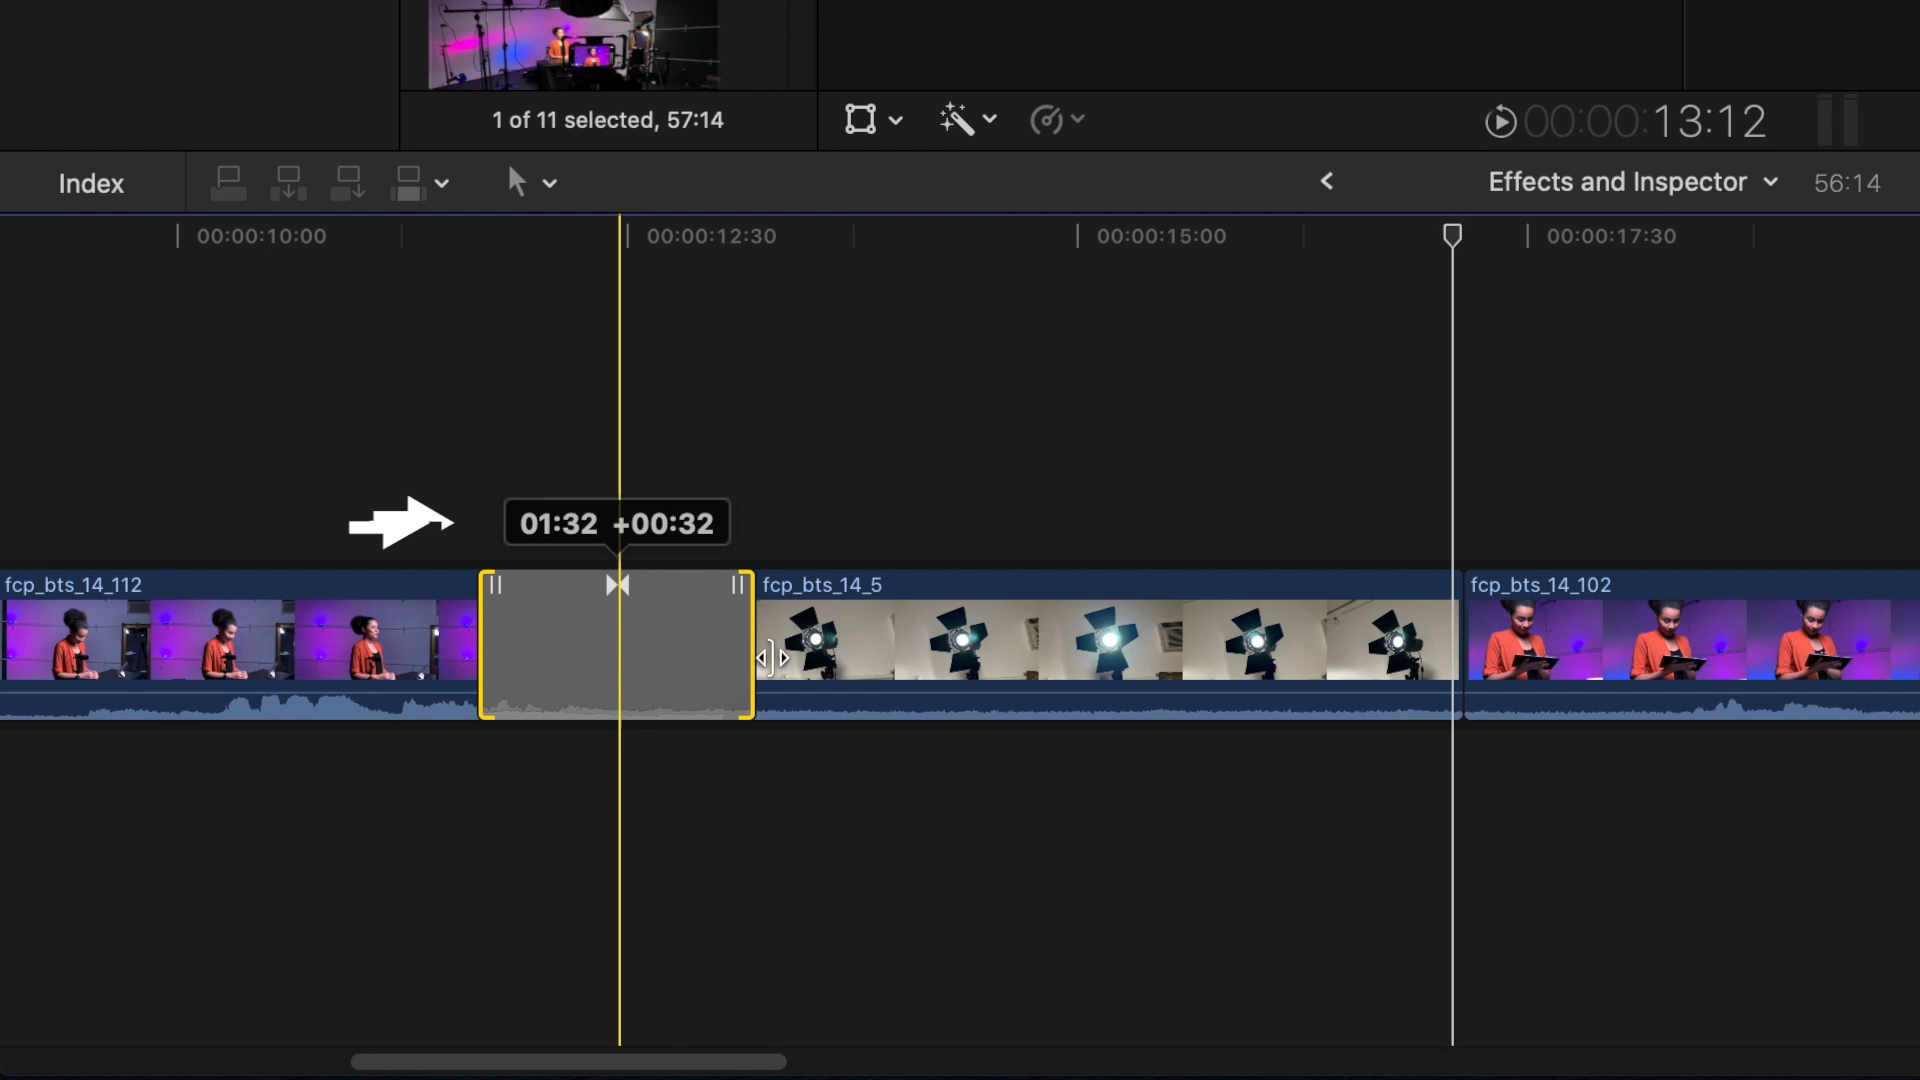 1 of 11 selected, 57:14
00:00:00:13:12
Index
Effects and Inspector
56:14
00:00:10:00
00:00:12:30
00:00:15:00
00:00:17:30
01:32 +00:32
fcp_bts_14_112
fcp_bts_14_5
fcp_bts_14_102